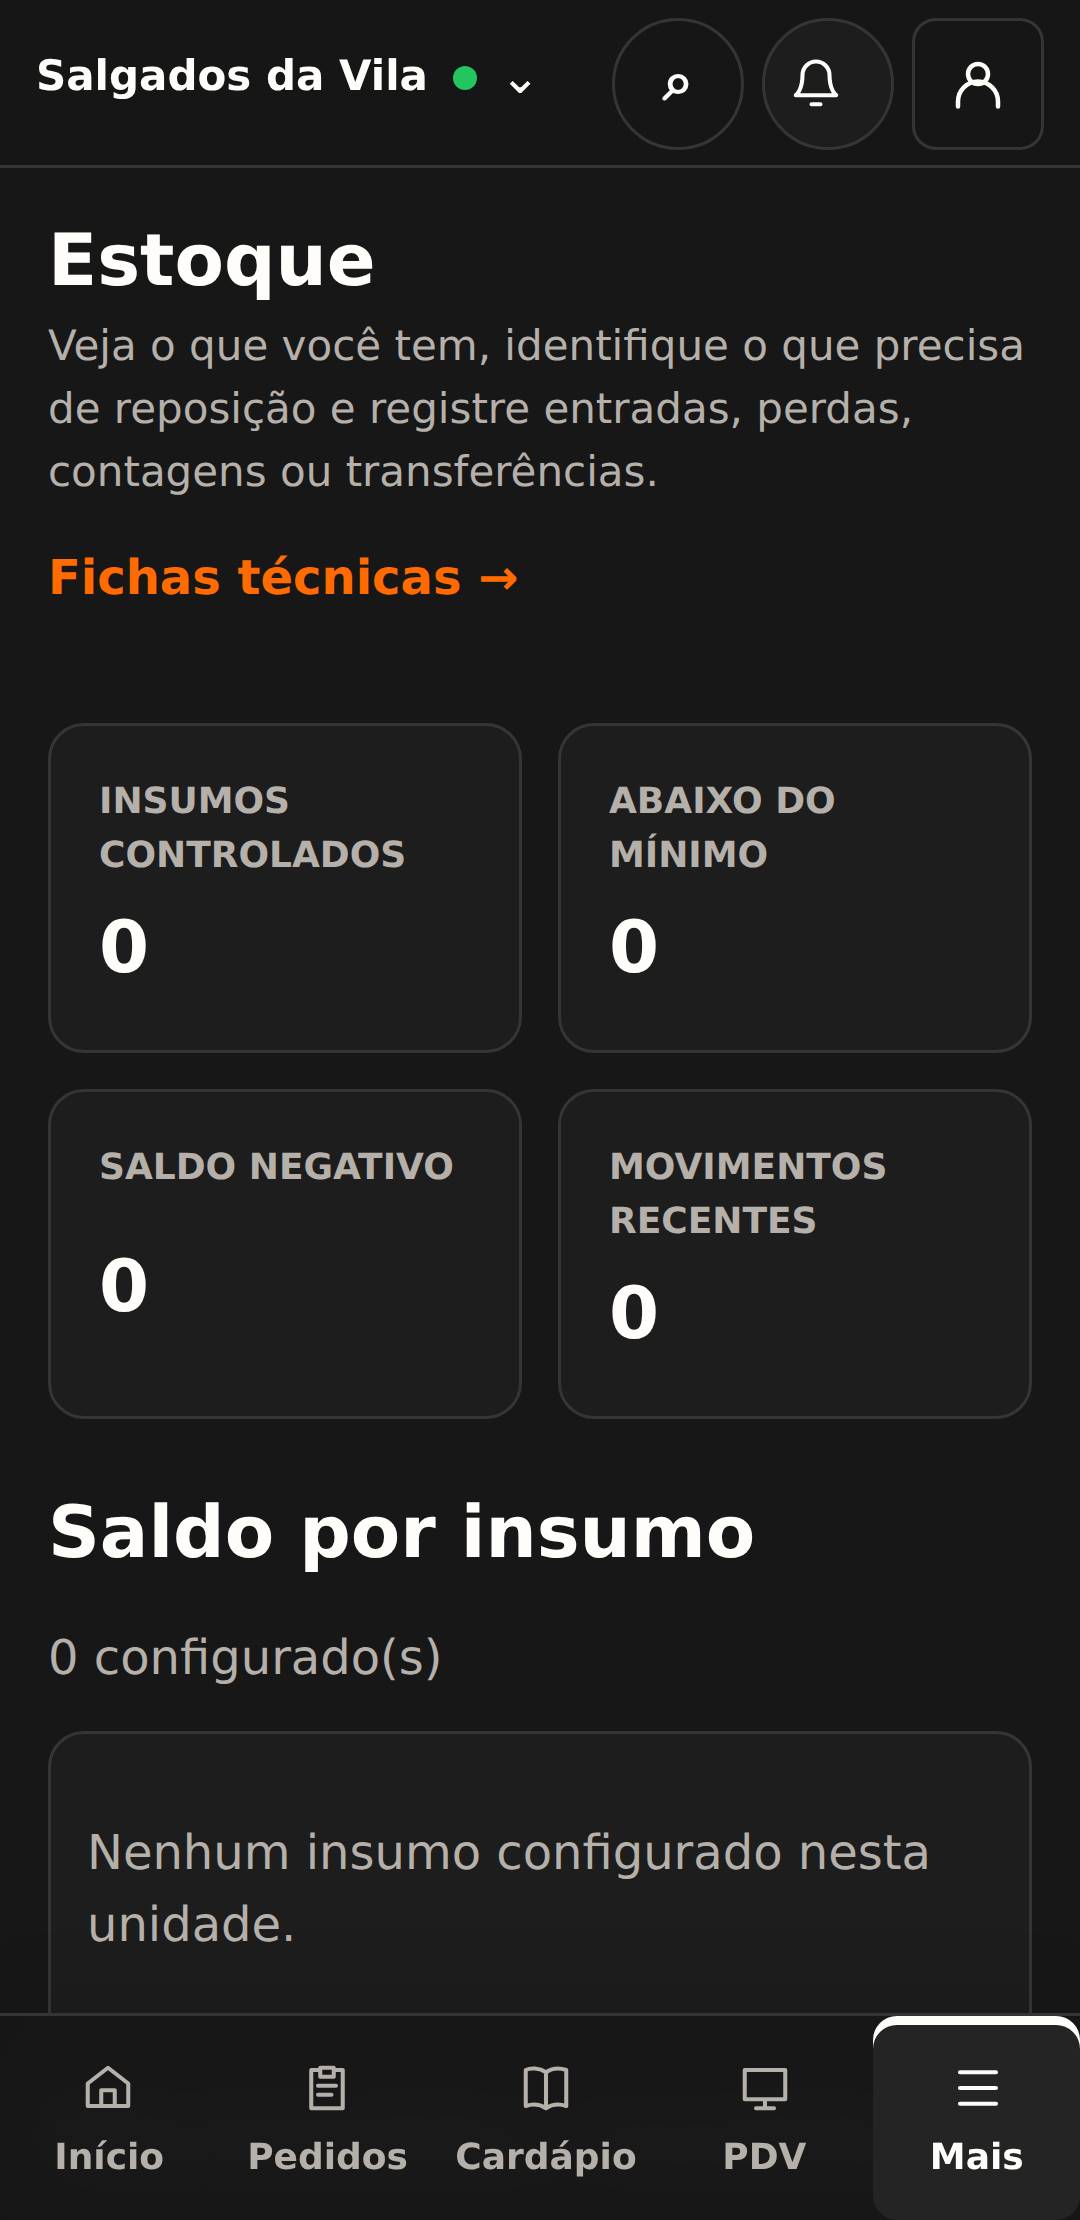 Salgados da Vila
Estoque
Veja o que você tem, identifique o que precisa
de reposição e registre entradas, perdas,
contagens ou transferências.
Fichas técnicas →
INSUMOS
CONTROLADOS
0
ABAIXO DO
MÍNIMO
0
SALDO NEGATIVO
0
MOVIMENTOS
RECENTES
0
Saldo por insumo
0 configurado(s)
Nenhum insumo configurado nesta
unidade.
Início
Pedidos
Cardápio
PDV
Mais